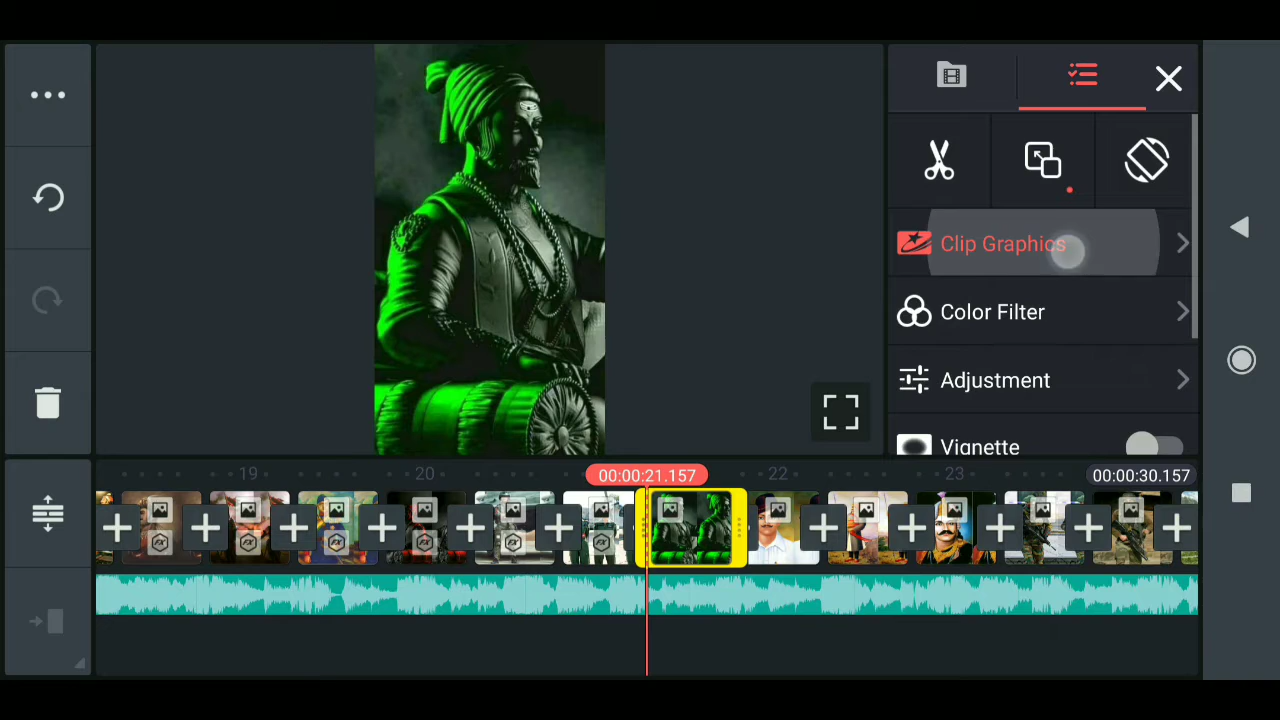 Clip Graphics
Color Filter
Adjustment
Vignette
19
20
00:00:21.157
22
23
00:00:30.157